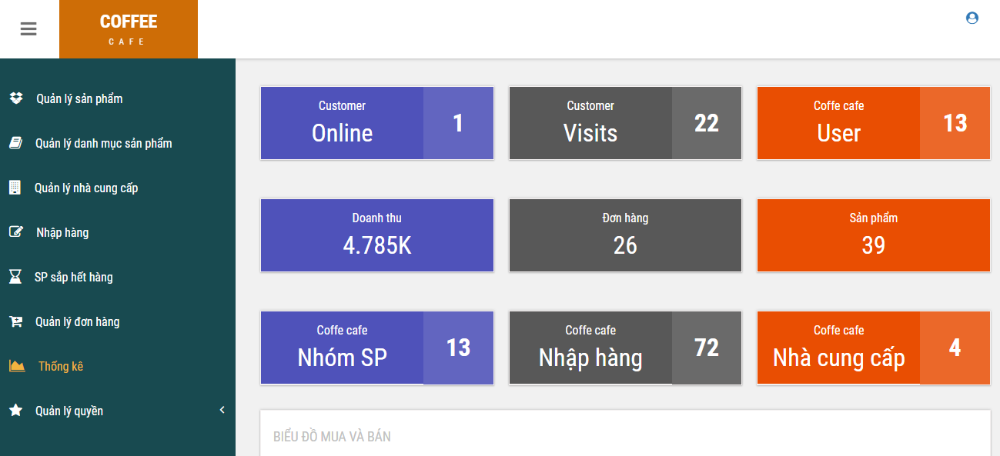 COFFEE
CAFE
Quản lý sản phẩm
Quản lý danh mục sản phẩm
Quản lý nhà cung cấp
Nhập hàng
SP sắp hết hàng
Quản lý đơn hàng
Thống kê
Quản lý quyền
Customer
Online
1
Customer
Visits
22
Coffe cafe
User
13
Doanh thu
4.785K
Đơn hàng
26
Sản phẩm
39
Coffe cafe
Nhóm SP
13
Coffe cafe
Nhập hàng
72
Coffe cafe
Nhà cung cấp
4
BIỂU ĐỒ MUA VÀ BÁN